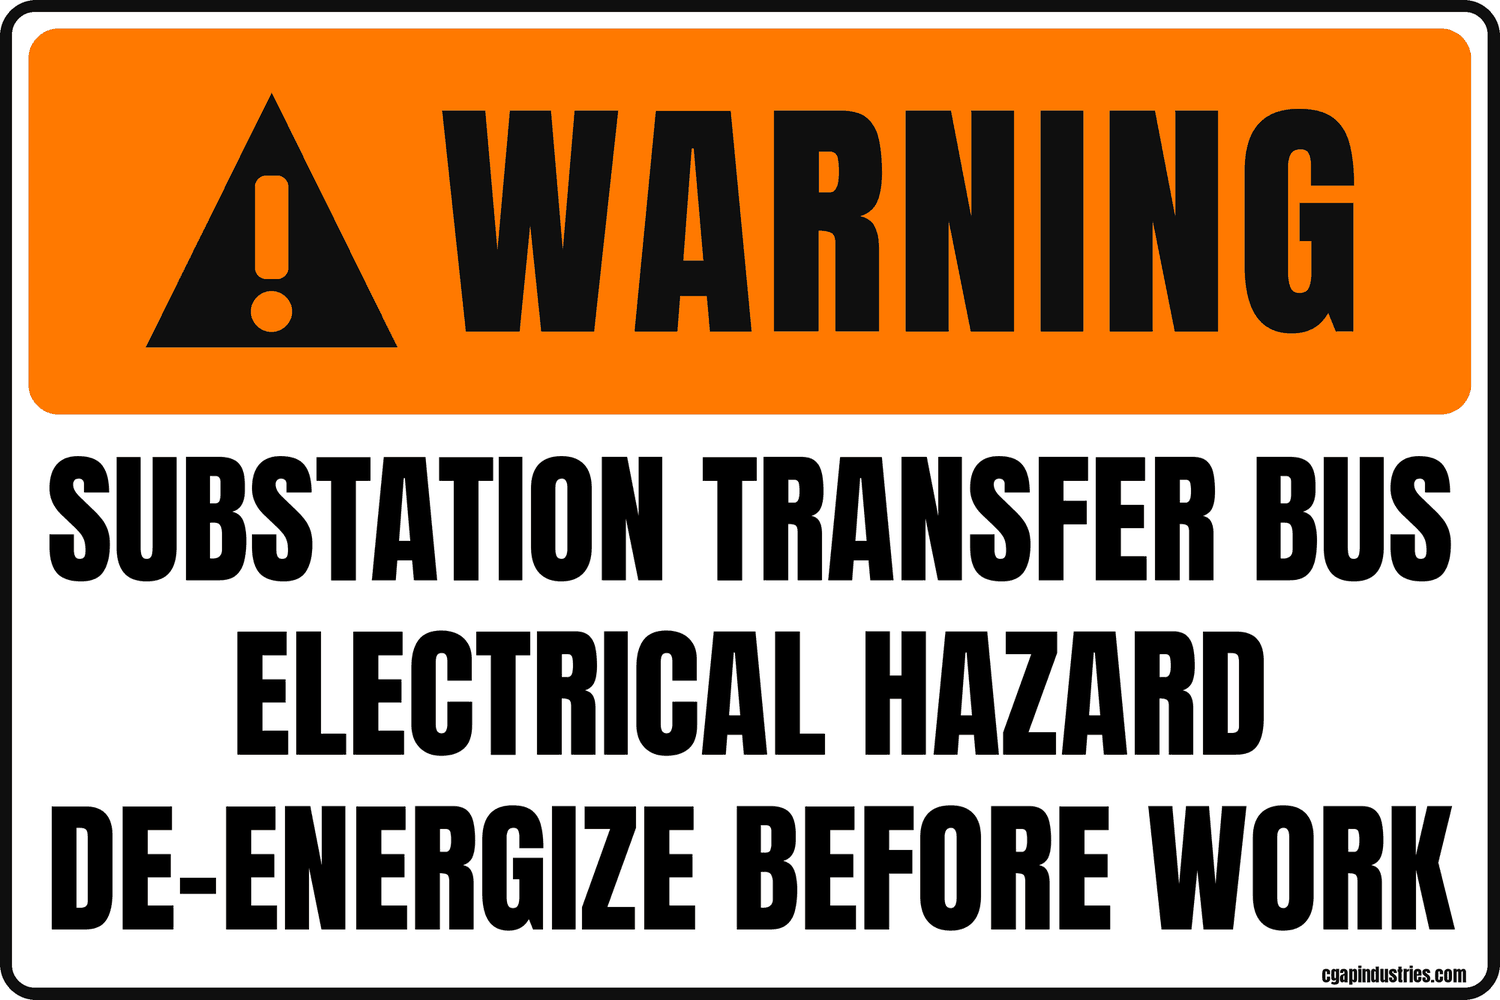 WARNING
SUBSTATION TRANSFER BUS
ELECTRICAL HAZARD
DE-ENERGIZE BEFORE WORK
cgapindustries.com